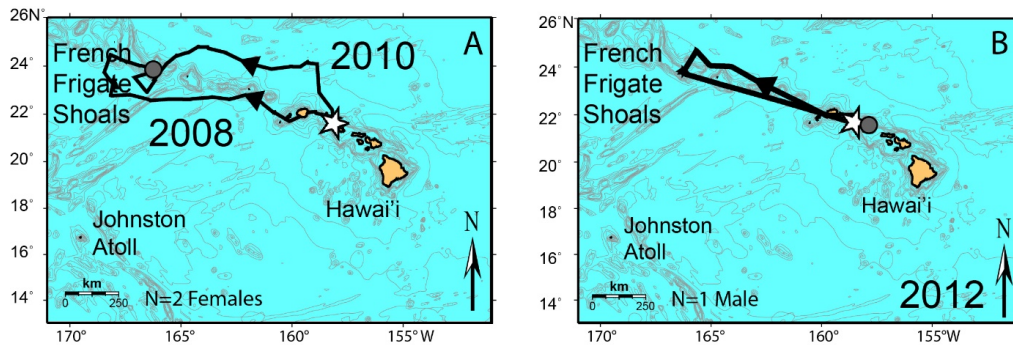 26°N
24°
22°
20°
18°
16°
14°
170°
165°
160°
155°W
A
French
Frigate
Shoals
2010
2008
Hawai'i
Johnston
Atoll
km
0 250
N=2 Females
N
26°N
24°
22°
20°
18°
16°
14°
170°
165°
160°
155°W
B
French
Frigate
Shoals
Hawai'i
Johnston
Atoll
km
0 250
N=1 Male
2012
N